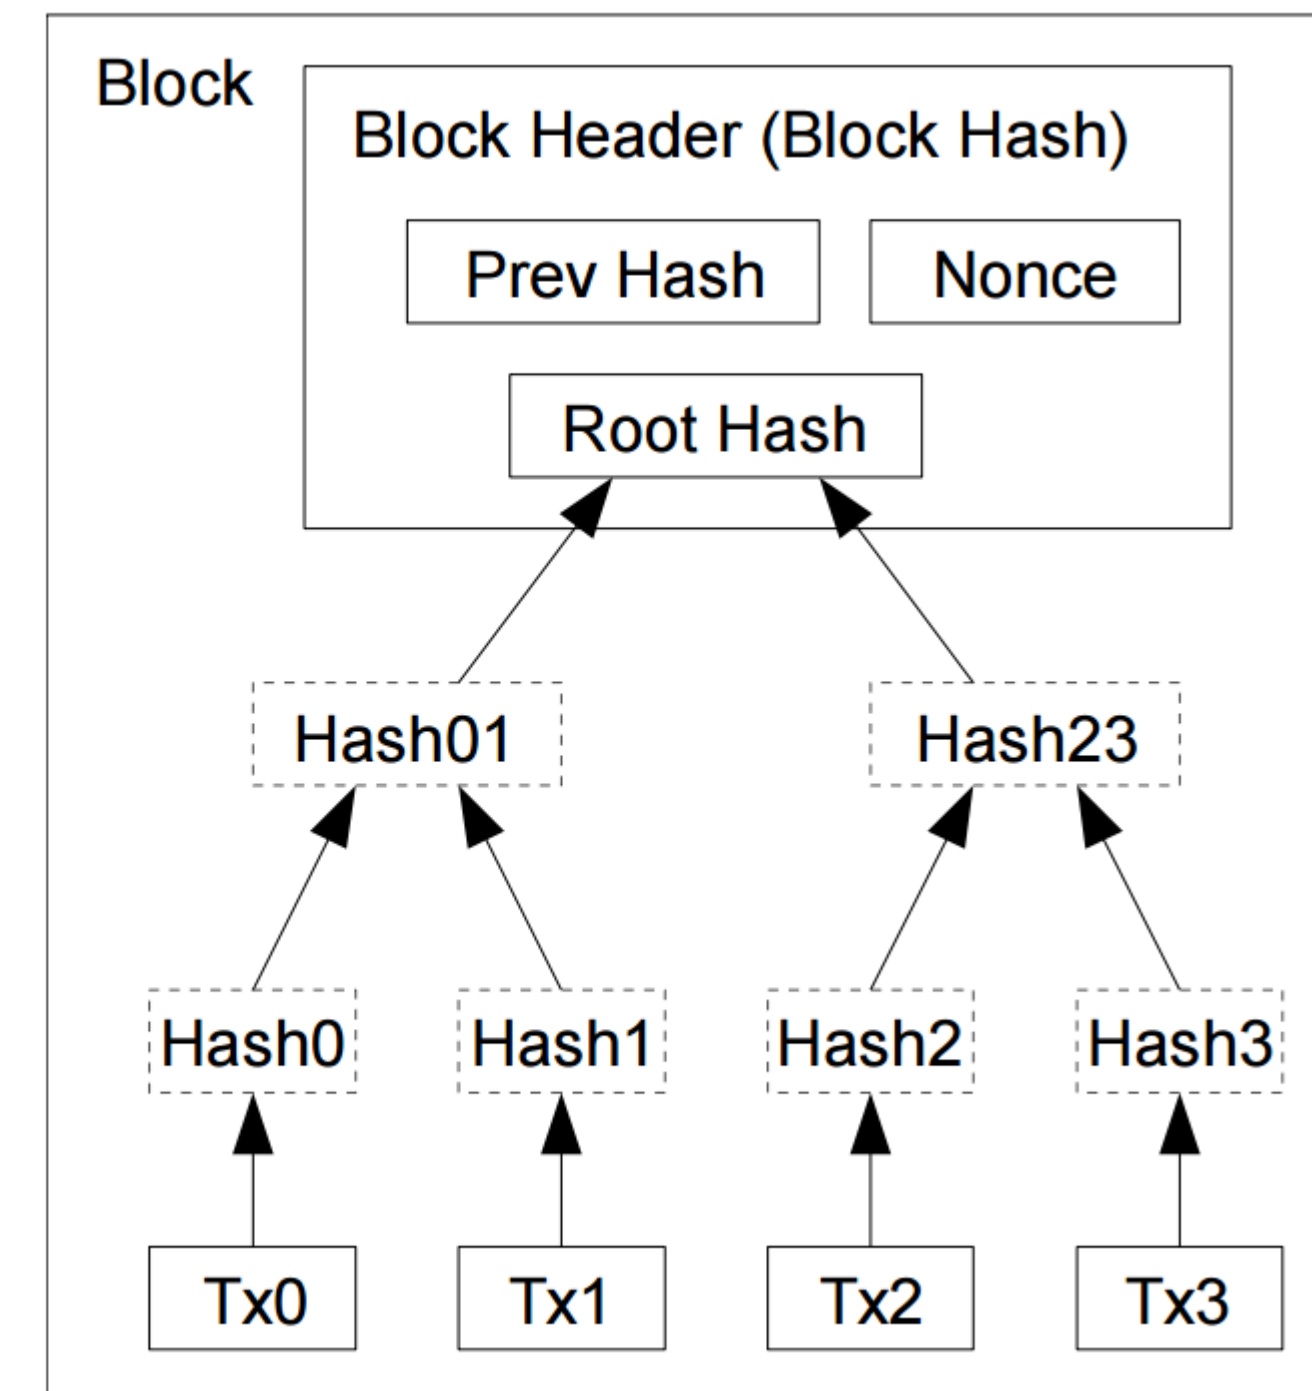 Block
Block Header (Block Hash)
Prev Hash
Nonce
Root Hash
Hash01
Hash23
Hash0
Hash1
Hash2
Hash3
Tx0
Tx1
Tx2
Tx3